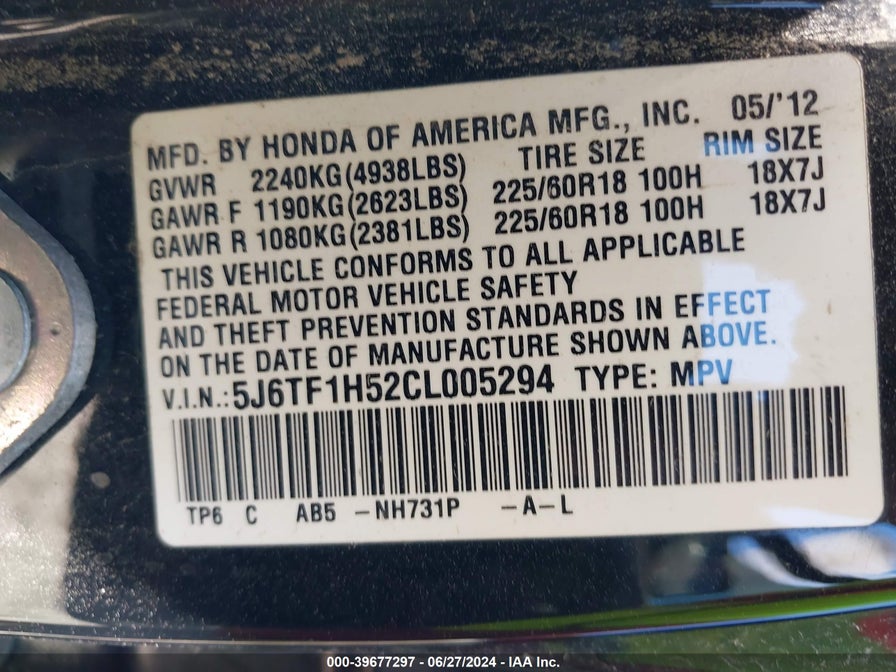 MFD. BY HONDA OF AMERICA MFG., INC. 05/'12
GVWR 2240KG(4938LBS) TIRE SIZE RIM SIZE
GAWR F 1190KG(2623LBS) 225/60R18 100H 18X7J
GAWR R 1080KG(2381LBS) 225/60R18 100H 18X7J
THIS VEHICLE CONFORMS TO ALL APPLICABLE
FEDERAL MOTOR VEHICLE SAFETY
AND THEFT PREVENTION STANDARDS IN EFFECT
ON THE DATE OF MANUFACTURE SHOWN ABOVE.
V.I.N.:5J6TF1H52CL005294 TYPE: MPV
TP6 C AB5 -NH731P -A-L
000-39677297 - 06/27/2024 - IAA Inc.